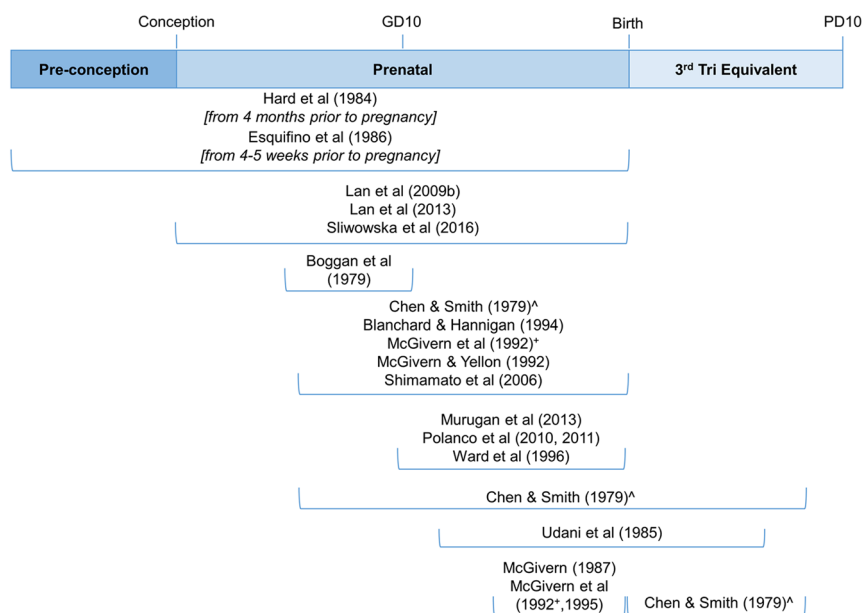 Conception GD10 Birth PD10
Pre-conception Prenatal 3rd Tri Equivalent
Hard et al (1984)
[from 4 months prior to pregnancy]
Esquifino et al (1986)
[from 4-5 weeks prior to pregnancy]
Lan et al (2009b)
Lan et al (2013)
Sliwowska et al (2016)
Boggan et al
(1979)
Chen & Smith (1979)^
Blanchard & Hannigan (1994)
McGivern et al (1992)+
McGivern & Yellon (1992)
Shimamato et al (2006)
Murugan et al (2013)
Polanco et al (2010, 2011)
Ward et al (1996)
Chen & Smith (1979)^
Udani et al (1985)
McGivern (1987)
McGivern et al
(1992+,1995)
Chen & Smith (1979)^